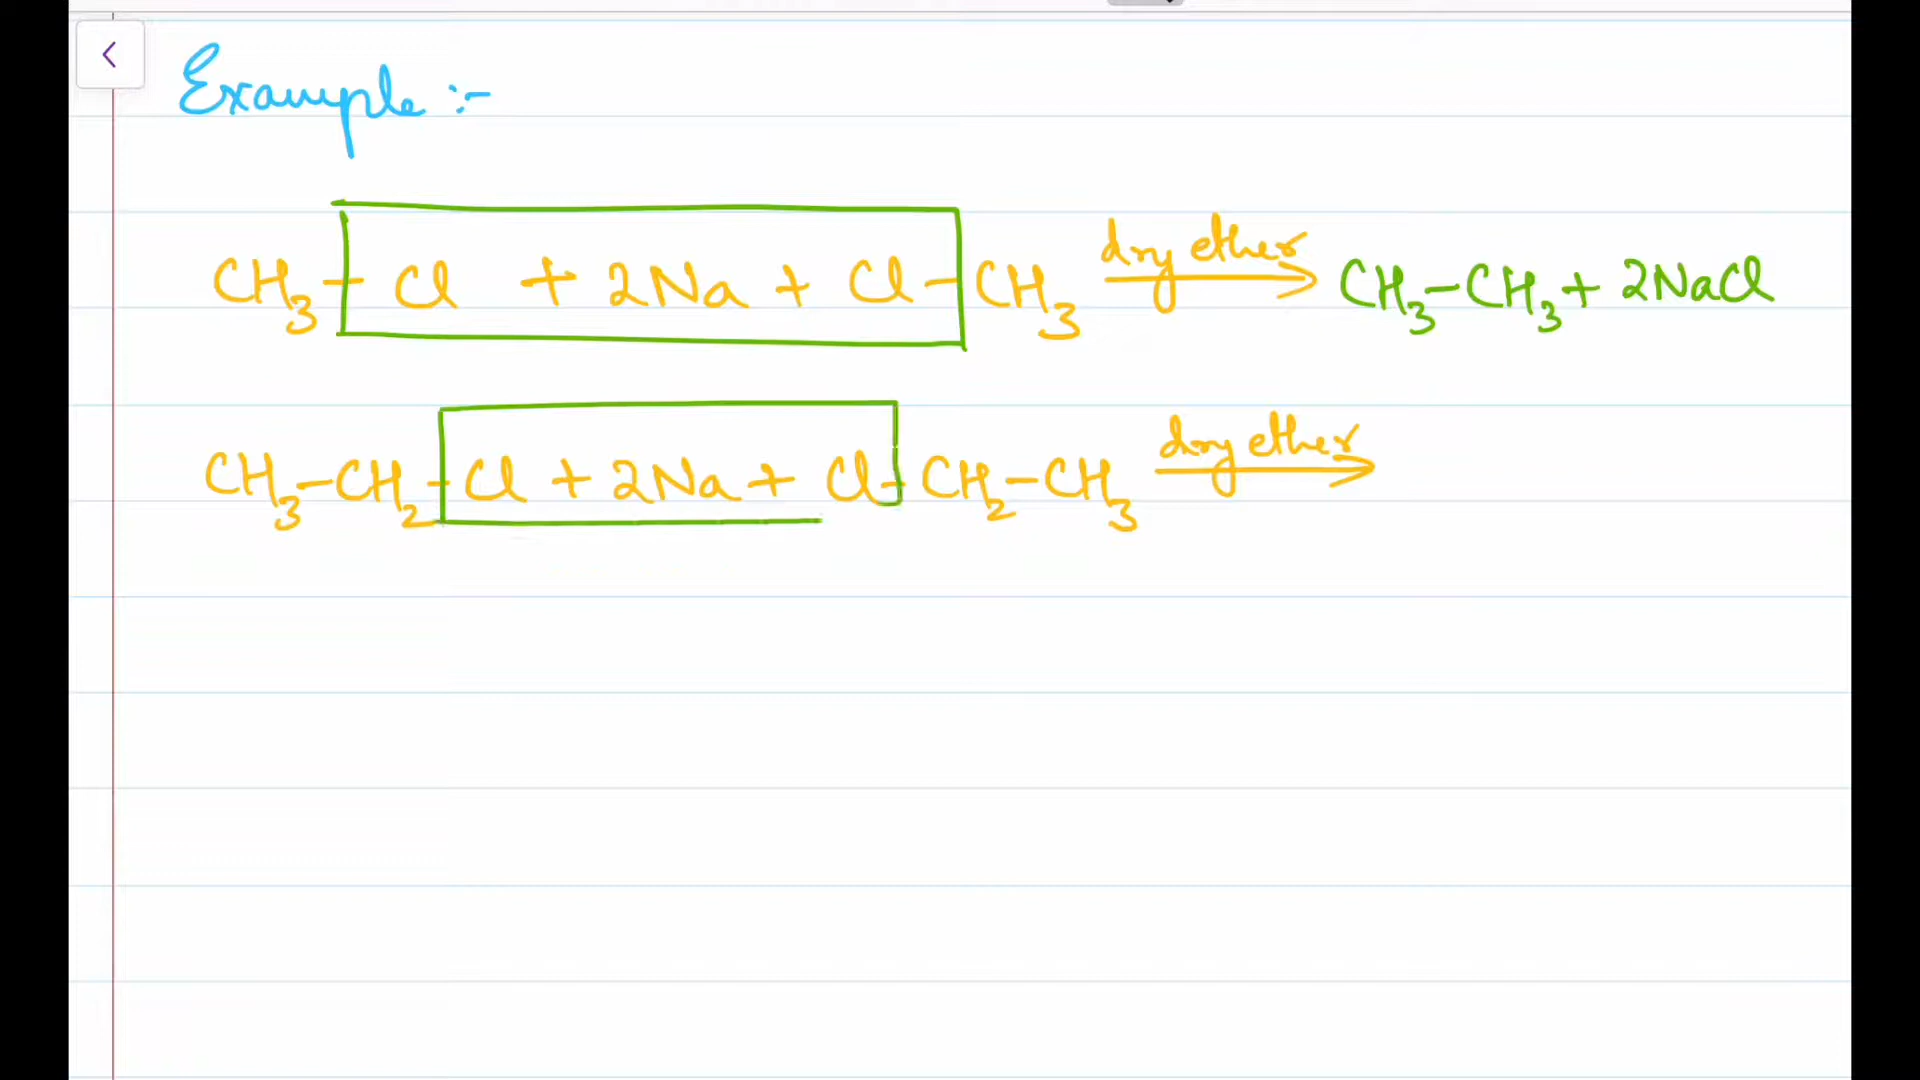 Example :-
CH₃-Cl + 2Na + Cl-CH₃ dry ether → CH₃-CH₃ + 2NaCl
CH₃-CH₂-Cl + 2Na + Cl-CH₂-CH₃ dry ether →